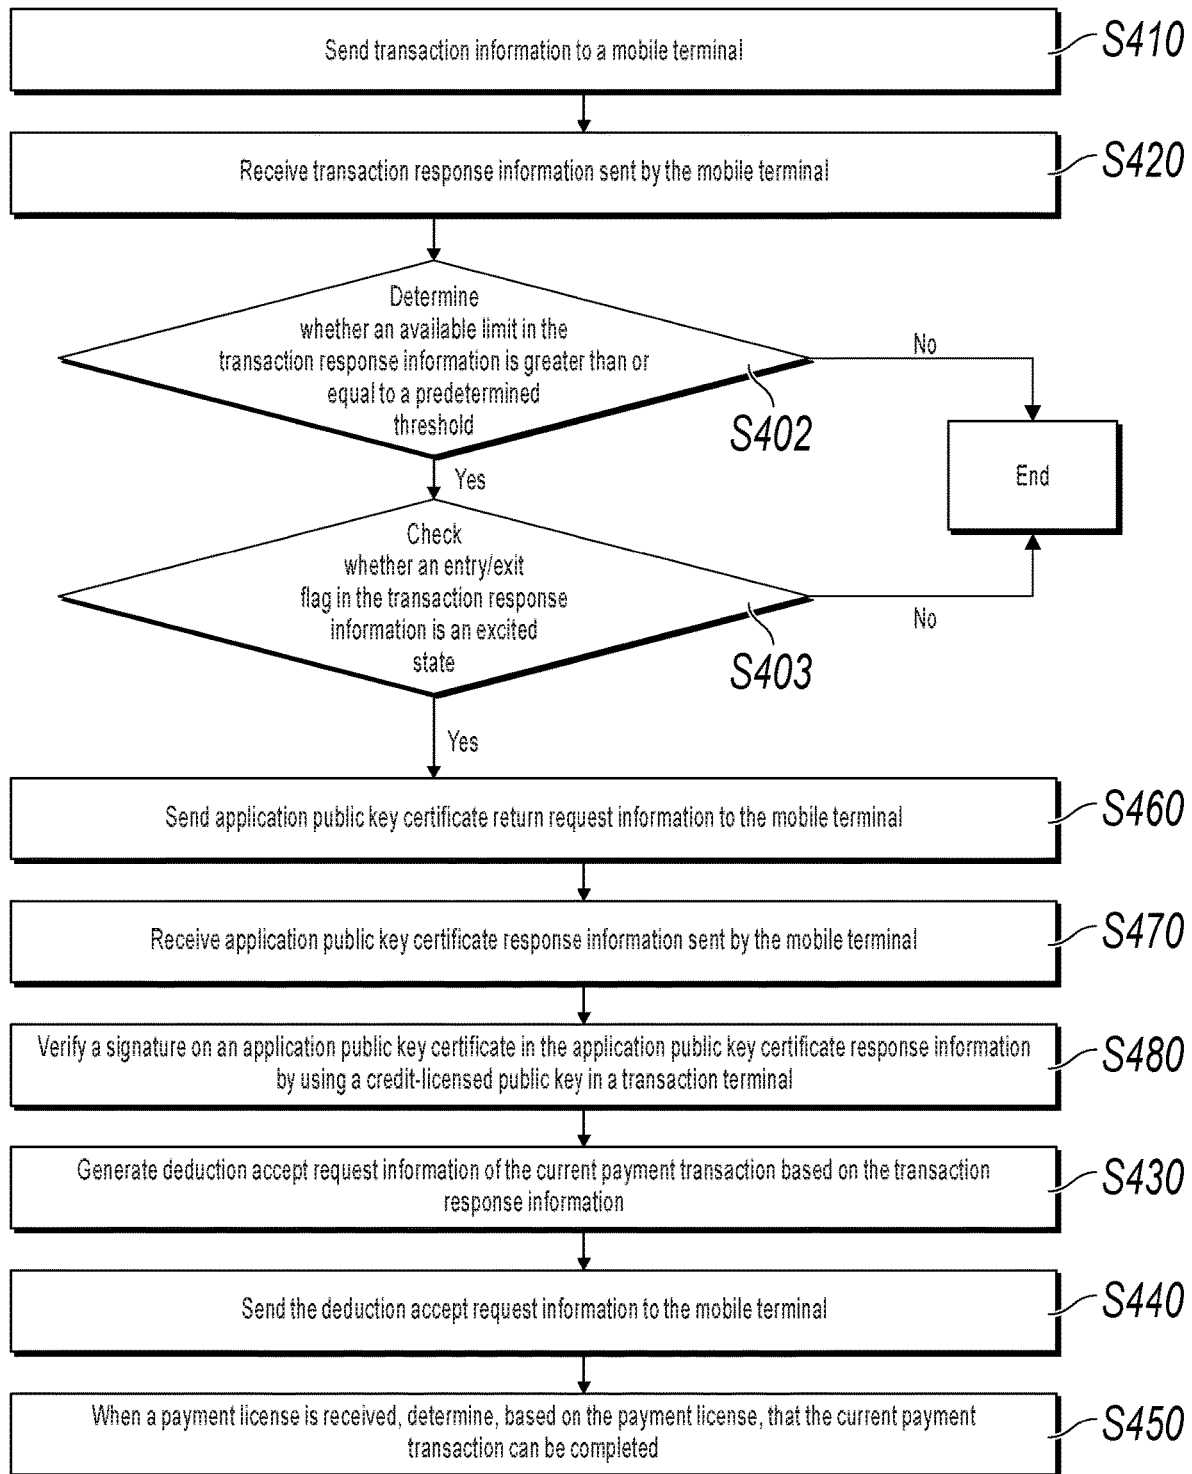 Send transaction information to a mobile terminal
S410
Receive transaction response information sent by the mobile terminal
S420
Determine
whether an available limit in the
transaction response information is greater than or
equal to a predetermined
threshold
S402
No
Yes
End
Check
whether an entry/exit
flag in the transaction response
information is an excited
state
S403
No
Yes
Send application public key certificate return request information to the mobile terminal
S460
Receive application public key certificate response information sent by the mobile terminal
S470
Verify a signature on an application public key certificate in the application public key certificate response information
by using a credit-licensed public key in a transaction terminal
S480
Generate deduction accept request information of the current payment transaction based on the transaction
response information
S430
Send the deduction accept request information to the mobile terminal
S440
When a payment license is received, determine, based on the payment license, that the current payment
transaction can be completed
S450